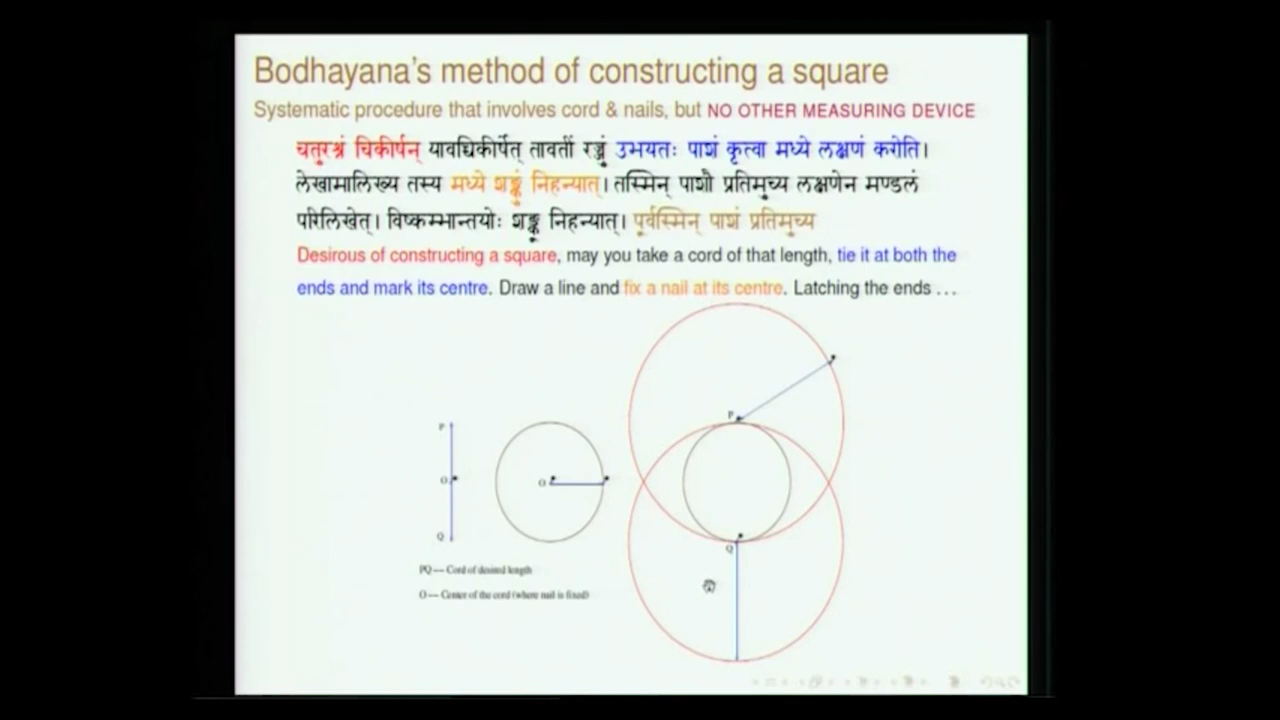 Bodhayana's method of constructing a square
Systematic procedure that involves cord & nails, but NO OTHER MEASURING DEVICE
चतुरश्रं चिकीर्षन् यावच्चिकीर्षेत् तावतीं रज्जुं उभयतः पाशं कृत्वा मध्ये लक्षणं करोति।
लेखामालिख्य तस्य मध्ये शङ्कुं निहन्यात्। तस्मिन् पाशौ प्रतिमुच्य लक्षणेन मण्डलं
परिलिखेत्। विष्कम्भान्तयोः शङ्कू निहन्यात्। पूर्वस्मिन् पाशं प्रतिमुच्य
Desirous of constructing a square, may you take a cord of that length, tie it at both the
ends and mark its centre. Draw a line and fix a nail at its centre. Latching the ends ...
P
P
O
O
Q
Q
PQ — Cord of desired length
O — Center of the cord (where nail is fixed)